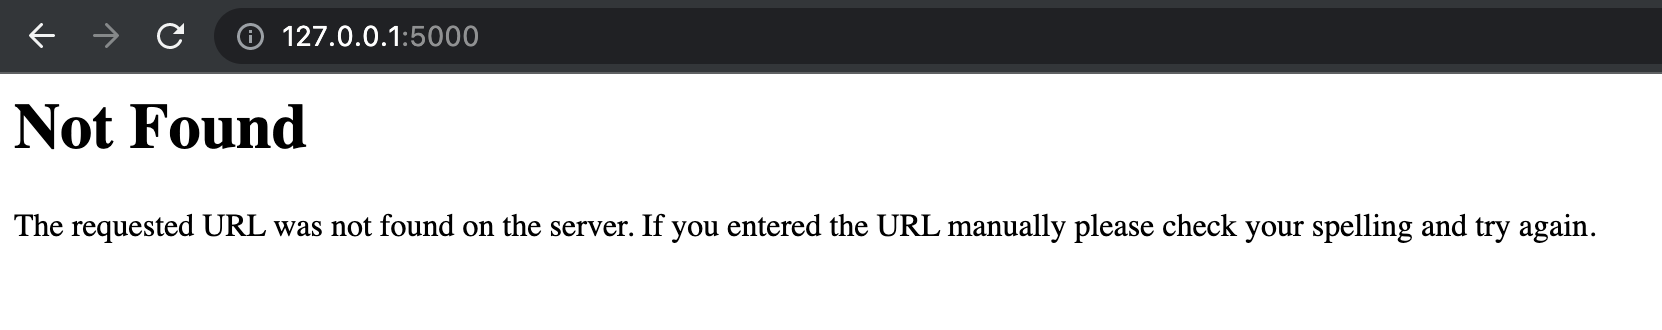 127.0.0.1:5000
Not Found
The requested URL was not found on the server. If you entered the URL manually please check your spelling and try again.